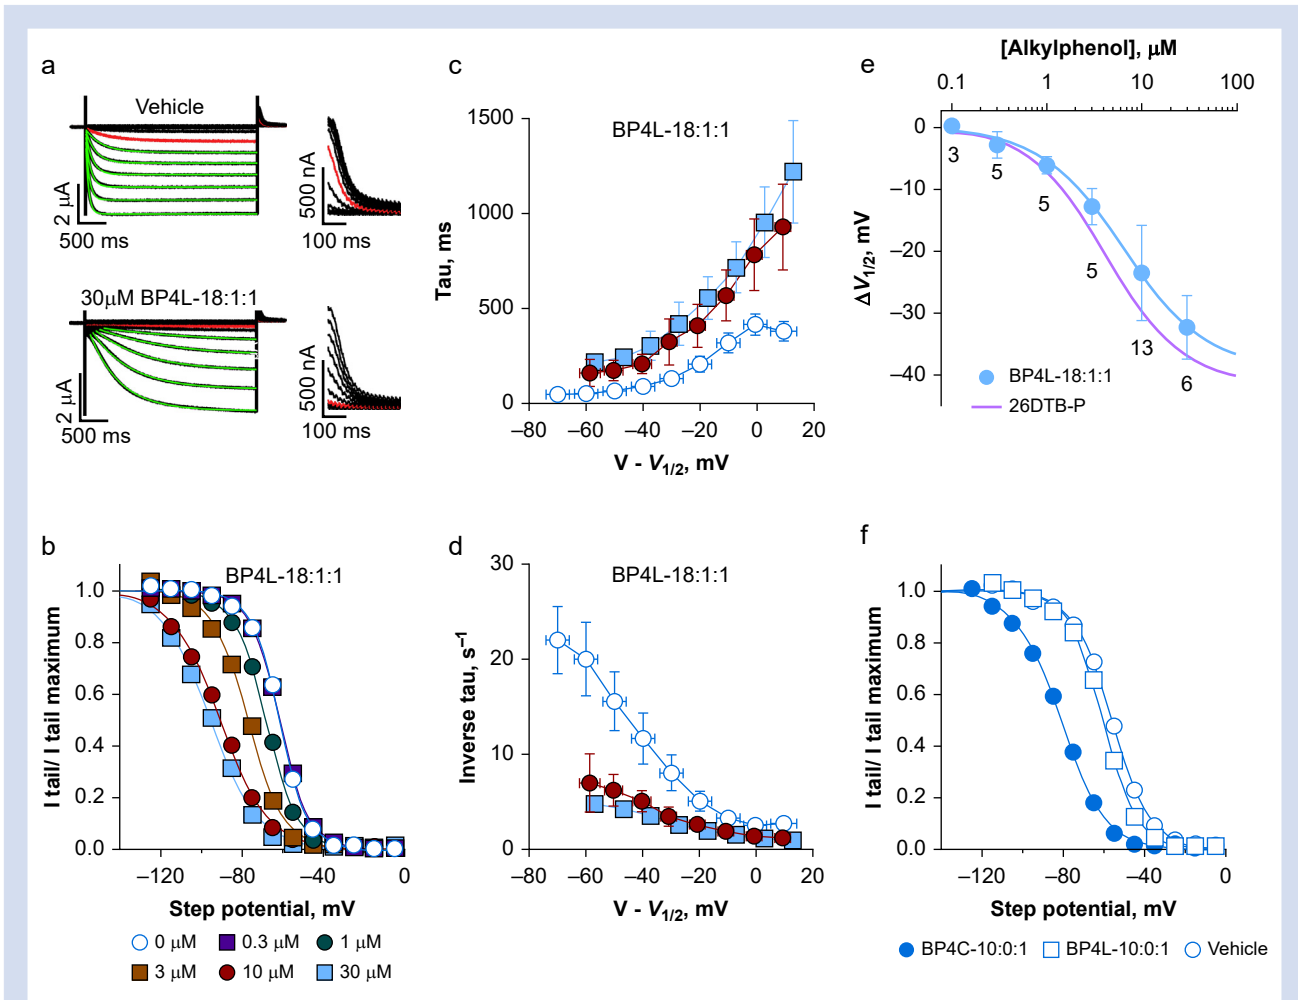 a
Vehicle
2 μA
500 ms
500 nA
100 ms
30μM BP4L-18:1:1
2 μA
500 ms
500 nA
100 ms
b
BP4L-18:1:1
I tail/ I tail maximum
1.0
0.8
0.6
0.4
0.2
0.0
−120
−80
−40
0
Step potential, mV
0 μM
0.3 μM
1 μM
3 μM
10 μM
30 μM
c
BP4L-18:1:1
Tau, ms
1500
1000
500
0
−80
−60
−40
−20
0
20
V - V1/2, mV
d
BP4L-18:1:1
Inverse tau, s−1
30
20
10
0
−80
−60
−40
−20
0
20
V - V1/2, mV
e
[Alkylphenol], μM
0.1
1
10
100
ΔV1/2, mV
0
−10
−20
−30
−40
3
5
5
5
13
6
BP4L-18:1:1
26DTB-P
f
I tail/ I tail maximum
1.0
0.8
0.6
0.4
0.2
0.0
−140
−100
−60
0
Step potential, mV
BP4C-10:0:1
BP4L-10:0:1
Vehicle